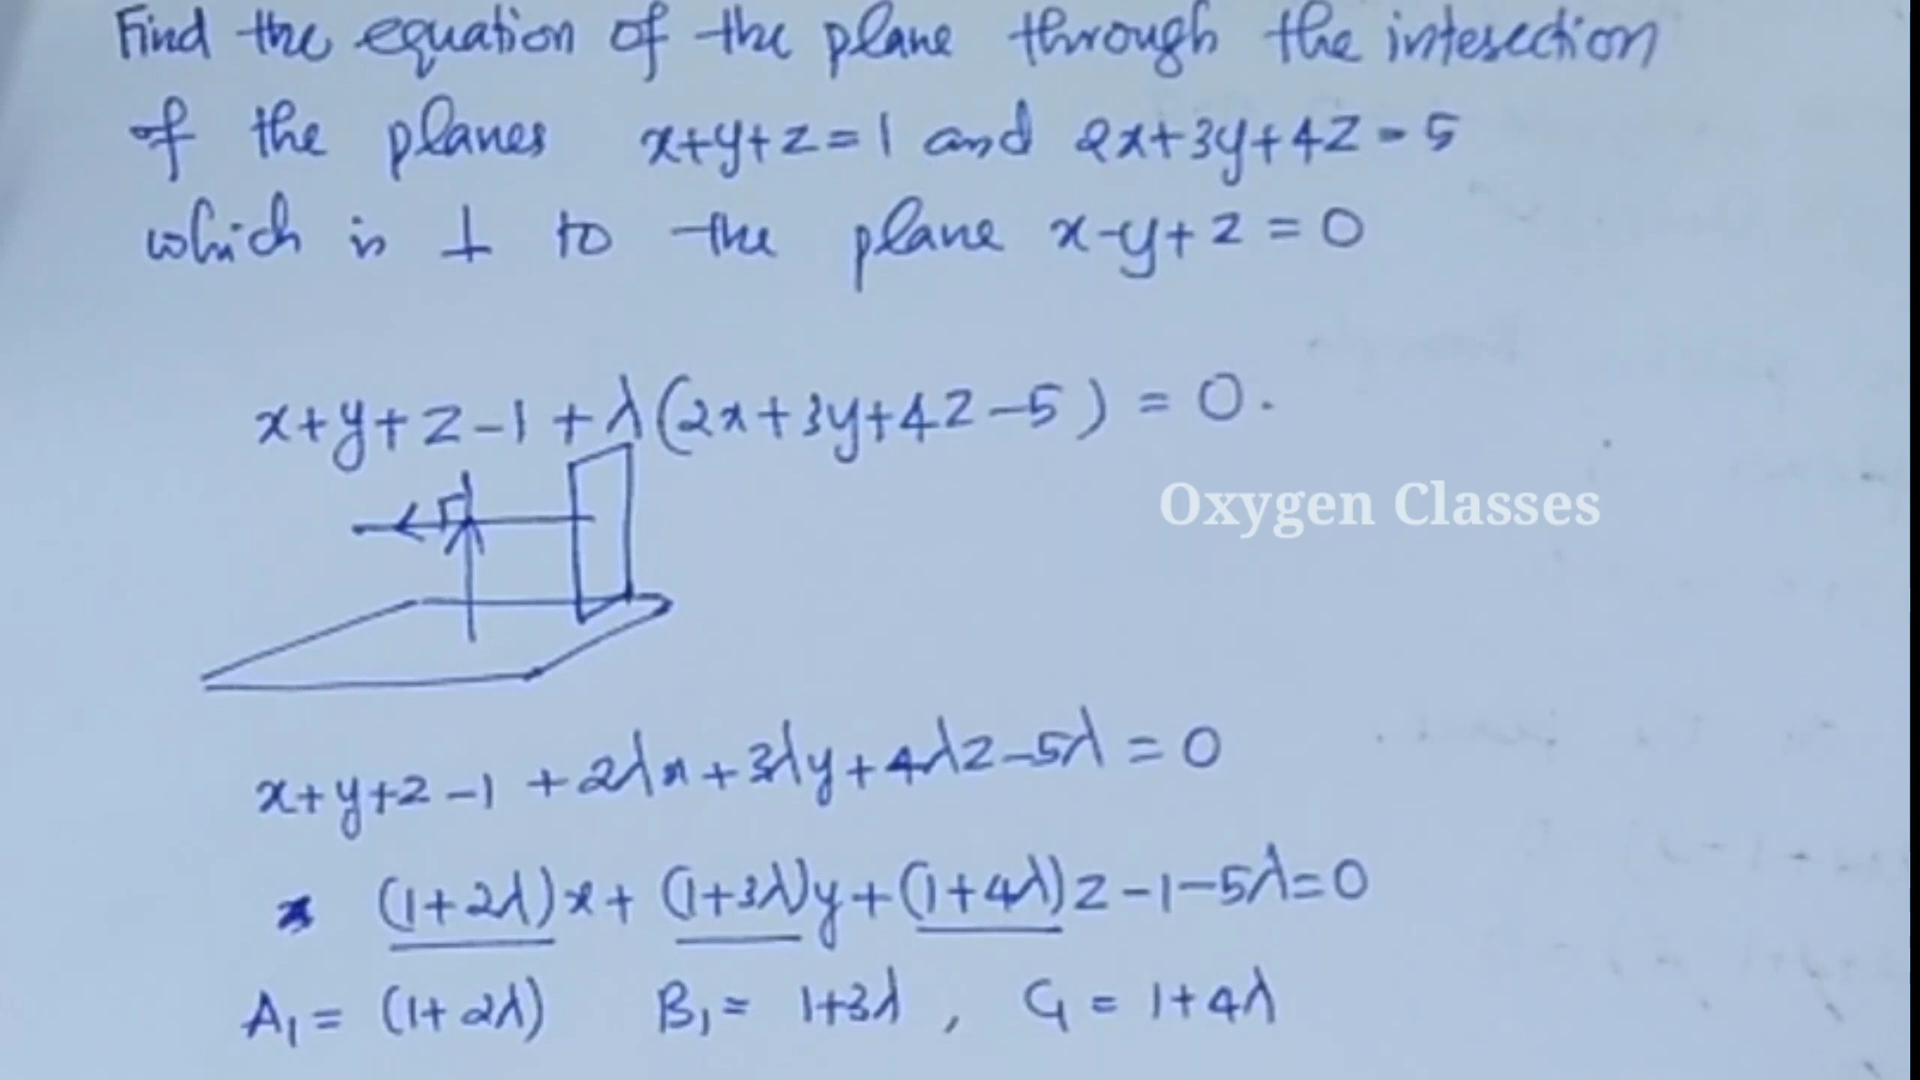 Find the equation of the plane through the intesection
of the planes x+y+z=1 and 2x+3y+4z-5
which is ⊥ to the plane x-y+z=0
x+y+z-1+λ(2x+3y+4z-5)=0.
Oxygen Classes
x+y+z-1+2λx+3λy+4λz-5λ=0
(1+2λ)x+(1+3λ)y+(1+4λ)z-1-5λ=0
A₁=(1+2λ) B₁=1+3λ, C₁=1+4λ